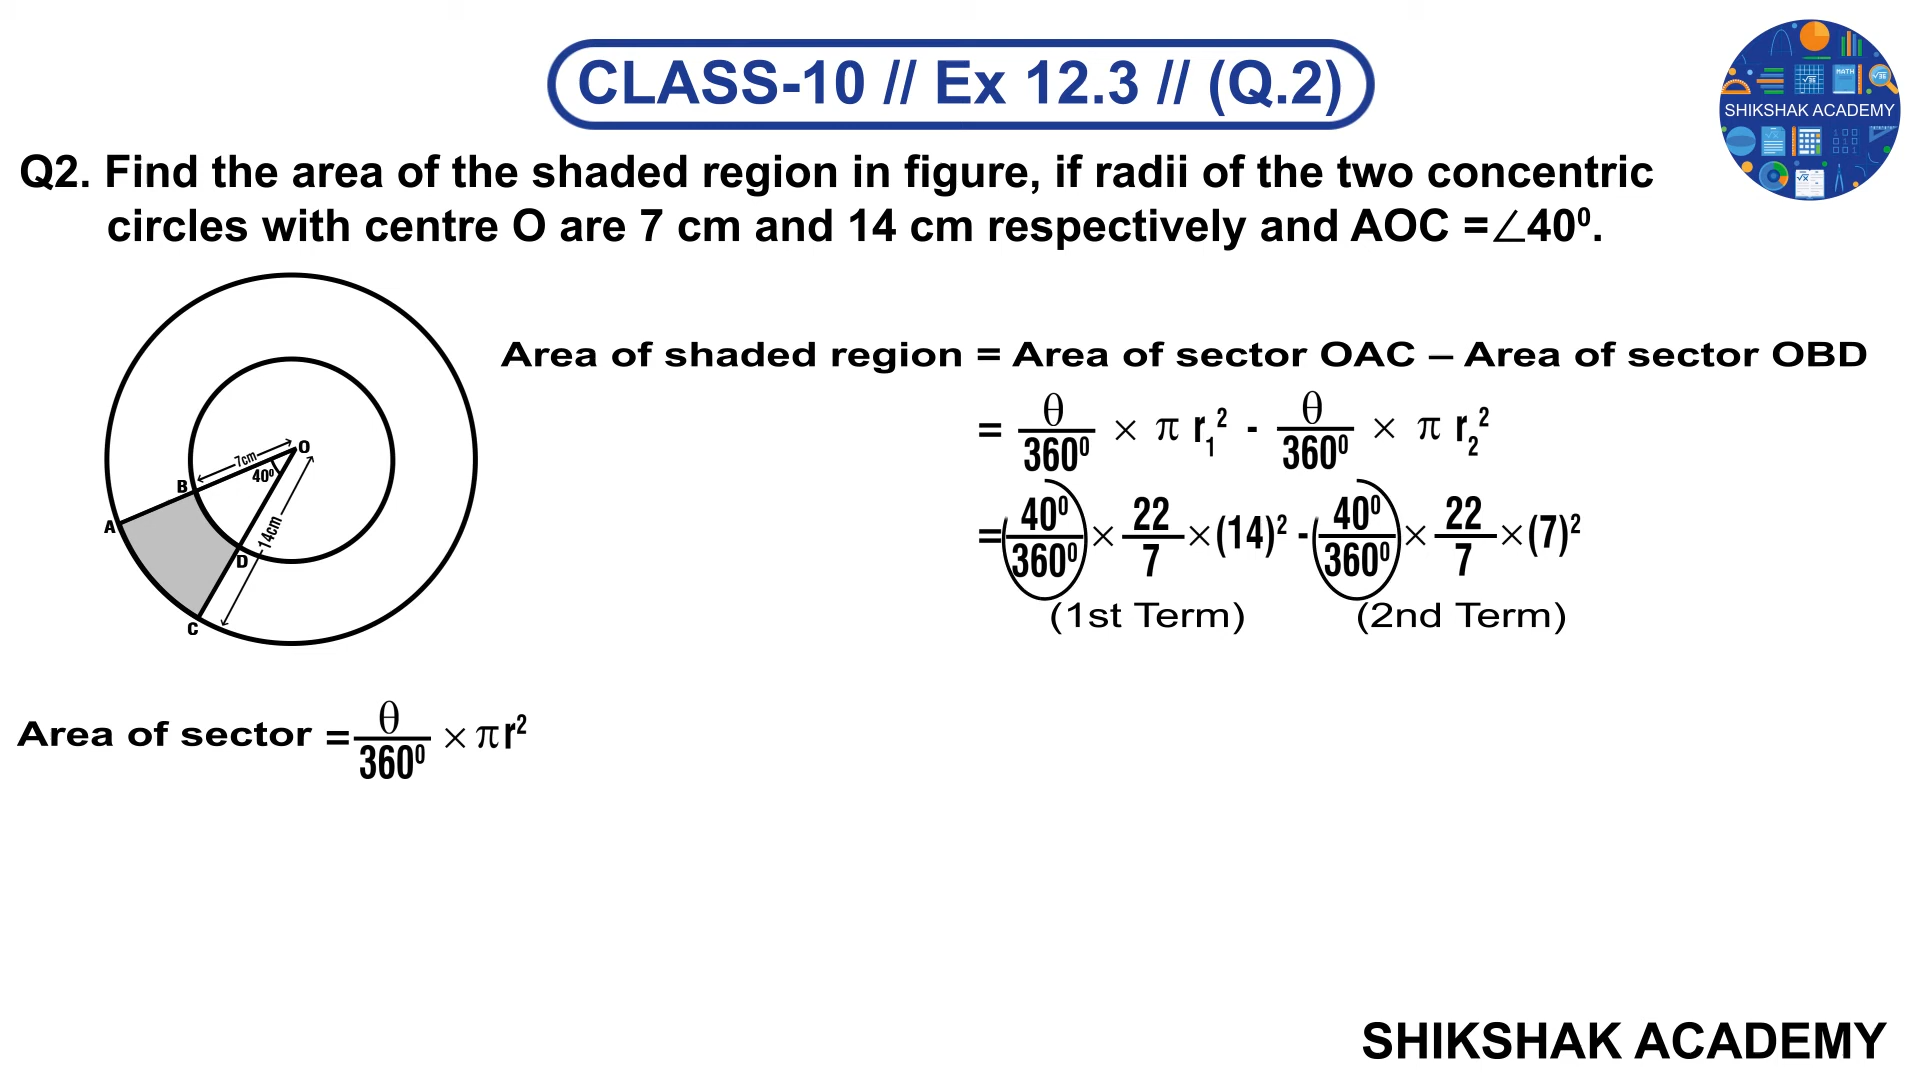 CLASS-10 // Ex 12.3 // (Q.2)
SHIKSHAK ACADEMY
Q2. Find the area of the shaded region in figure, if radii of the two concentric
circles with centre O are 7 cm and 14 cm respectively and AOC =∠40⁰.
Area of shaded region = Area of sector OAC – Area of sector OBD
= θ/360⁰ × π r₁² - θ/360⁰ × π r₂²
= 40⁰/360⁰ × 22/7 × (14)² - 40⁰/360⁰ × 22/7 × (7)²
(1st Term) (2nd Term)
O
7cm
40⁰
B
A
14cm
D
C
Area of sector = θ/360⁰ × πr²
SHIKSHAK ACADEMY